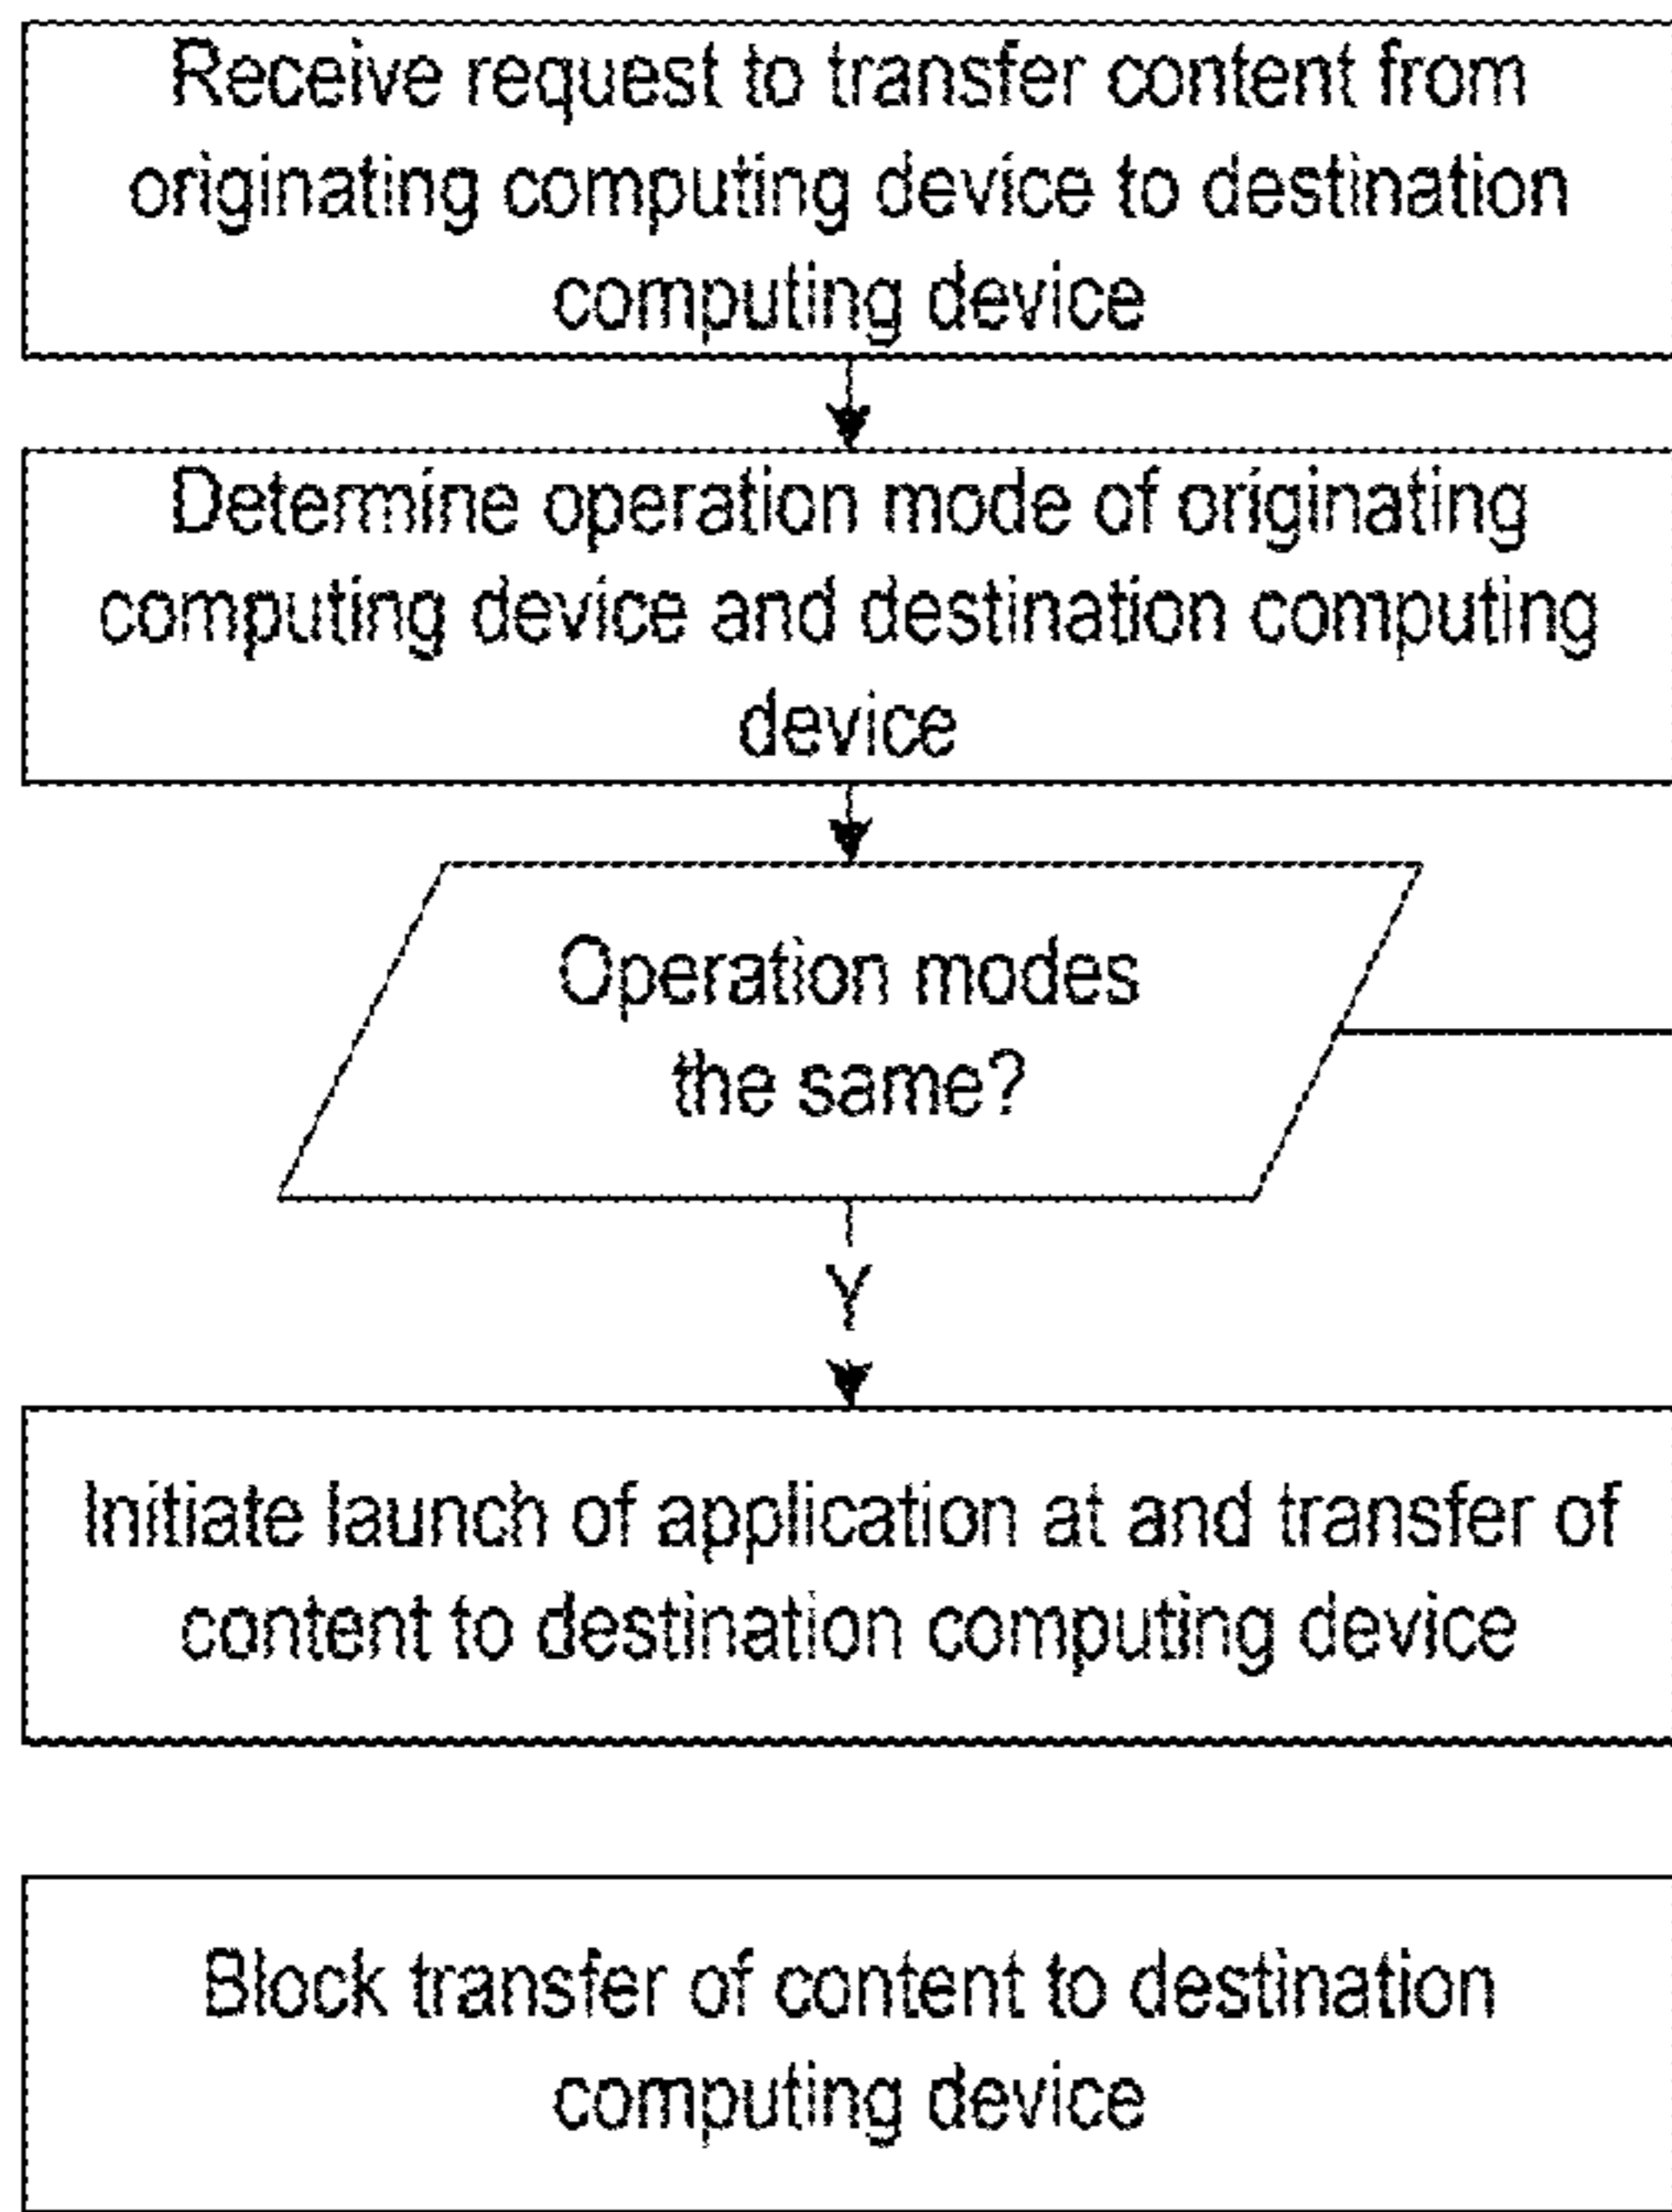 Receive request to transfer content from
originating computing device to destination
computing device
Determine operation mode of originating
computing device and destination computing
device
Operation modes
the same?
Y
Initiate launch of application at and transfer of
content to destination computing device
Block transfer of content to destination
computing device